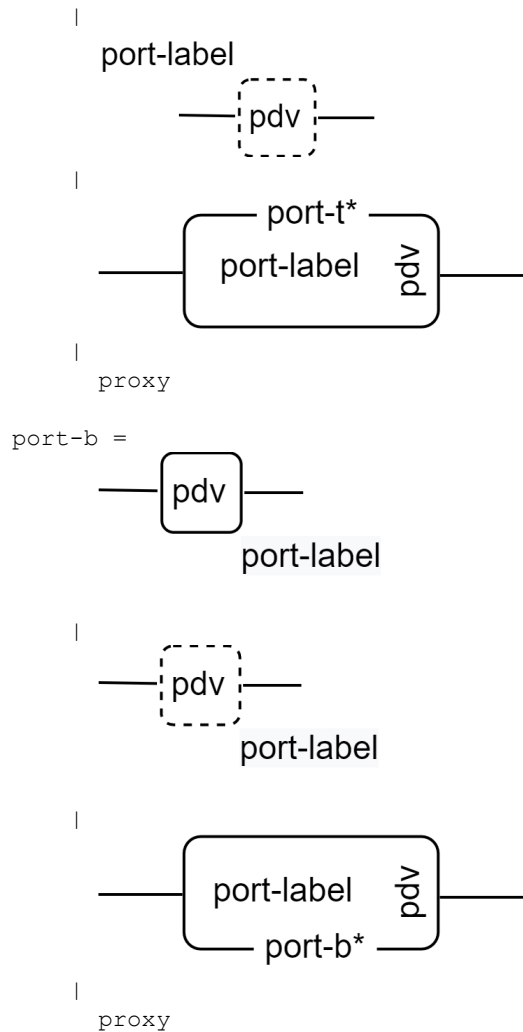 |
port-label
pdv
|
port-t*
port-label
pdv
|
proxy
port-b =
pdv
port-label
|
pdv
port-label
|
port-label
pdv
port-b*
|
proxy